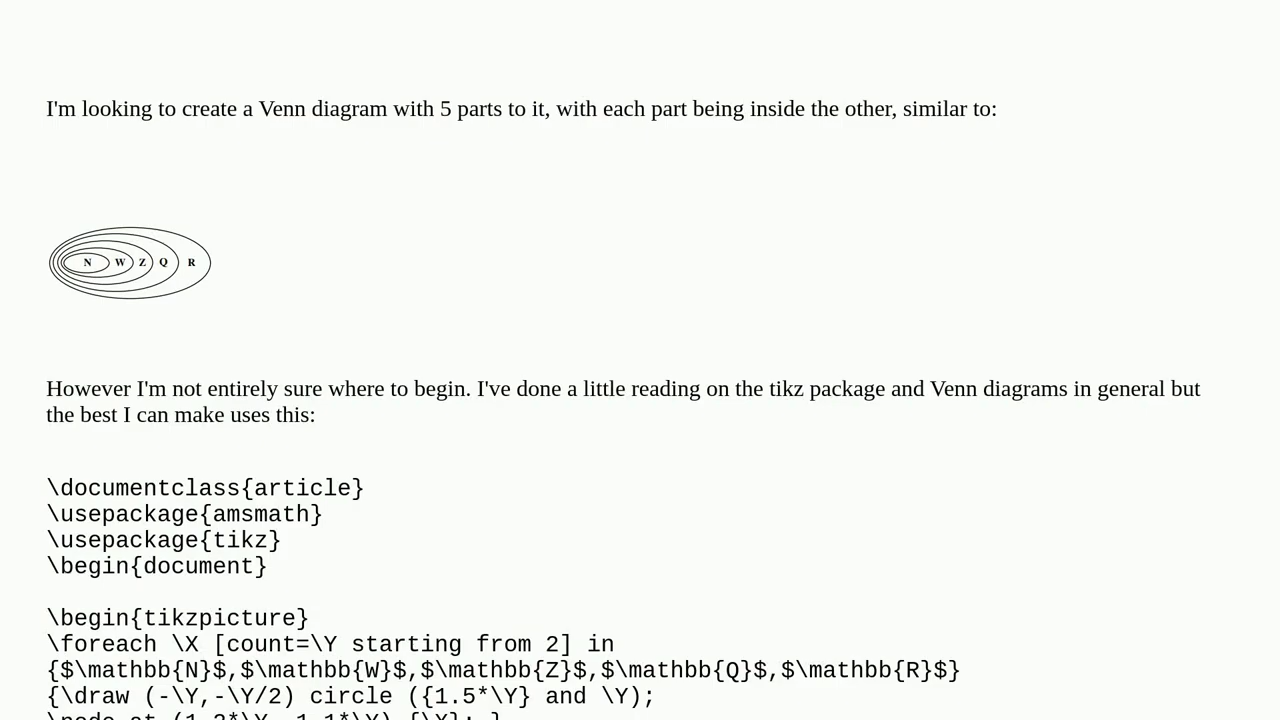 I'm looking to create a Venn diagram with 5 parts to it, with each part being inside the other, similar to:
N W Z Q R
However I'm not entirely sure where to begin. I've done a little reading on the tikz package and Venn diagrams in general but
the best I can make uses this:
\documentclass{article}
\usepackage{amsmath}
\usepackage{tikz}
\begin{document}
\begin{tikzpicture}
\foreach \X [count=\Y starting from 2] in
{$\mathbb{N}$,$\mathbb{W}$,$\mathbb{Z}$,$\mathbb{Q}$,$\mathbb{R}$}
{\draw (-\Y,-\Y/2) circle ({1.5*\Y} and \Y);